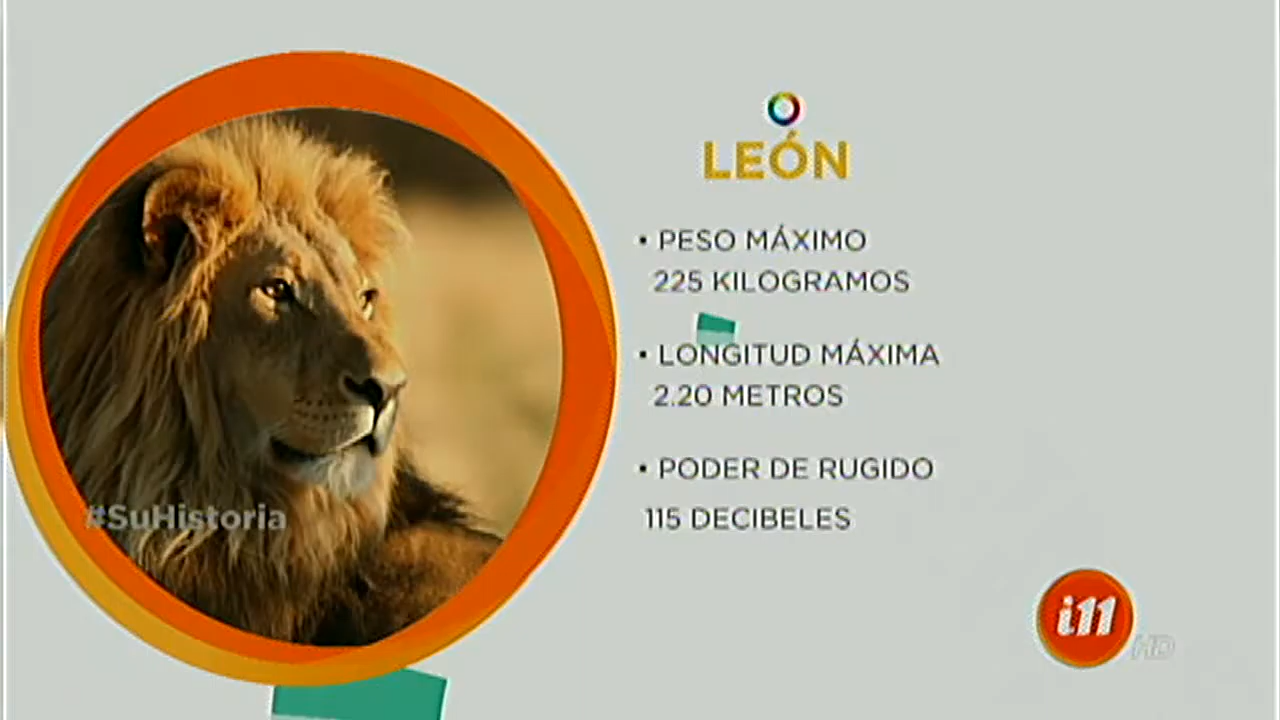 LEÓN
• PESO MÁXIMO
225 KILOGRAMOS
• LONGITUD MÁXIMA
2.20 METROS
• PODER DE RUGIDO
115 DECIBELES
#SuHistoria
i11
HD